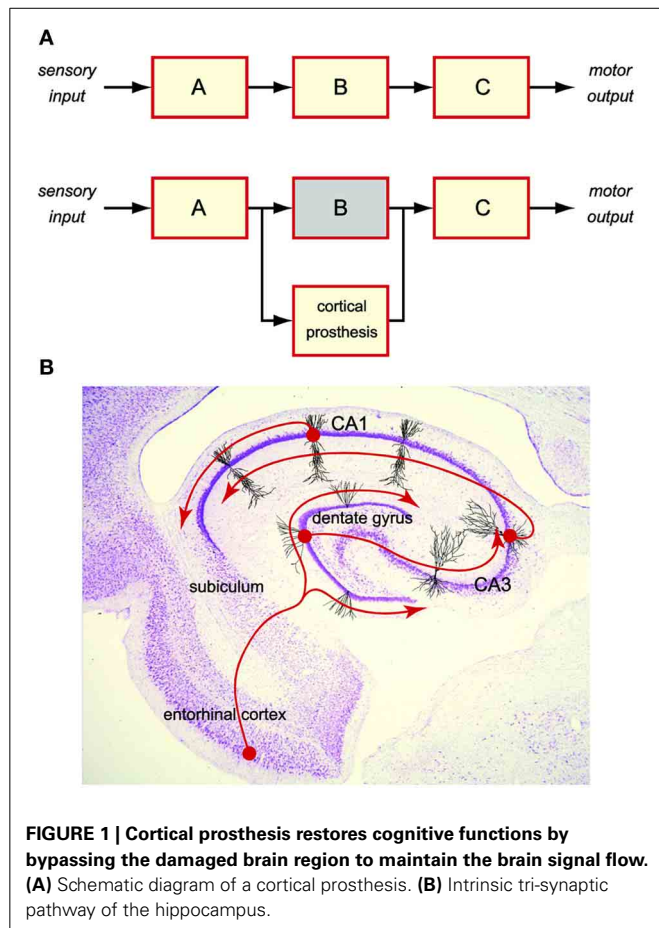 A
sensory input
A
B
C
motor output
sensory input
A
B
C
motor output
cortical prosthesis
B
CA1
dentate gyrus
CA3
subiculum
entorhinal cortex
FIGURE 1 | Cortical prosthesis restores cognitive functions by
bypassing the damaged brain region to maintain the brain signal flow.
(A) Schematic diagram of a cortical prosthesis. (B) Intrinsic tri-synaptic
pathway of the hippocampus.